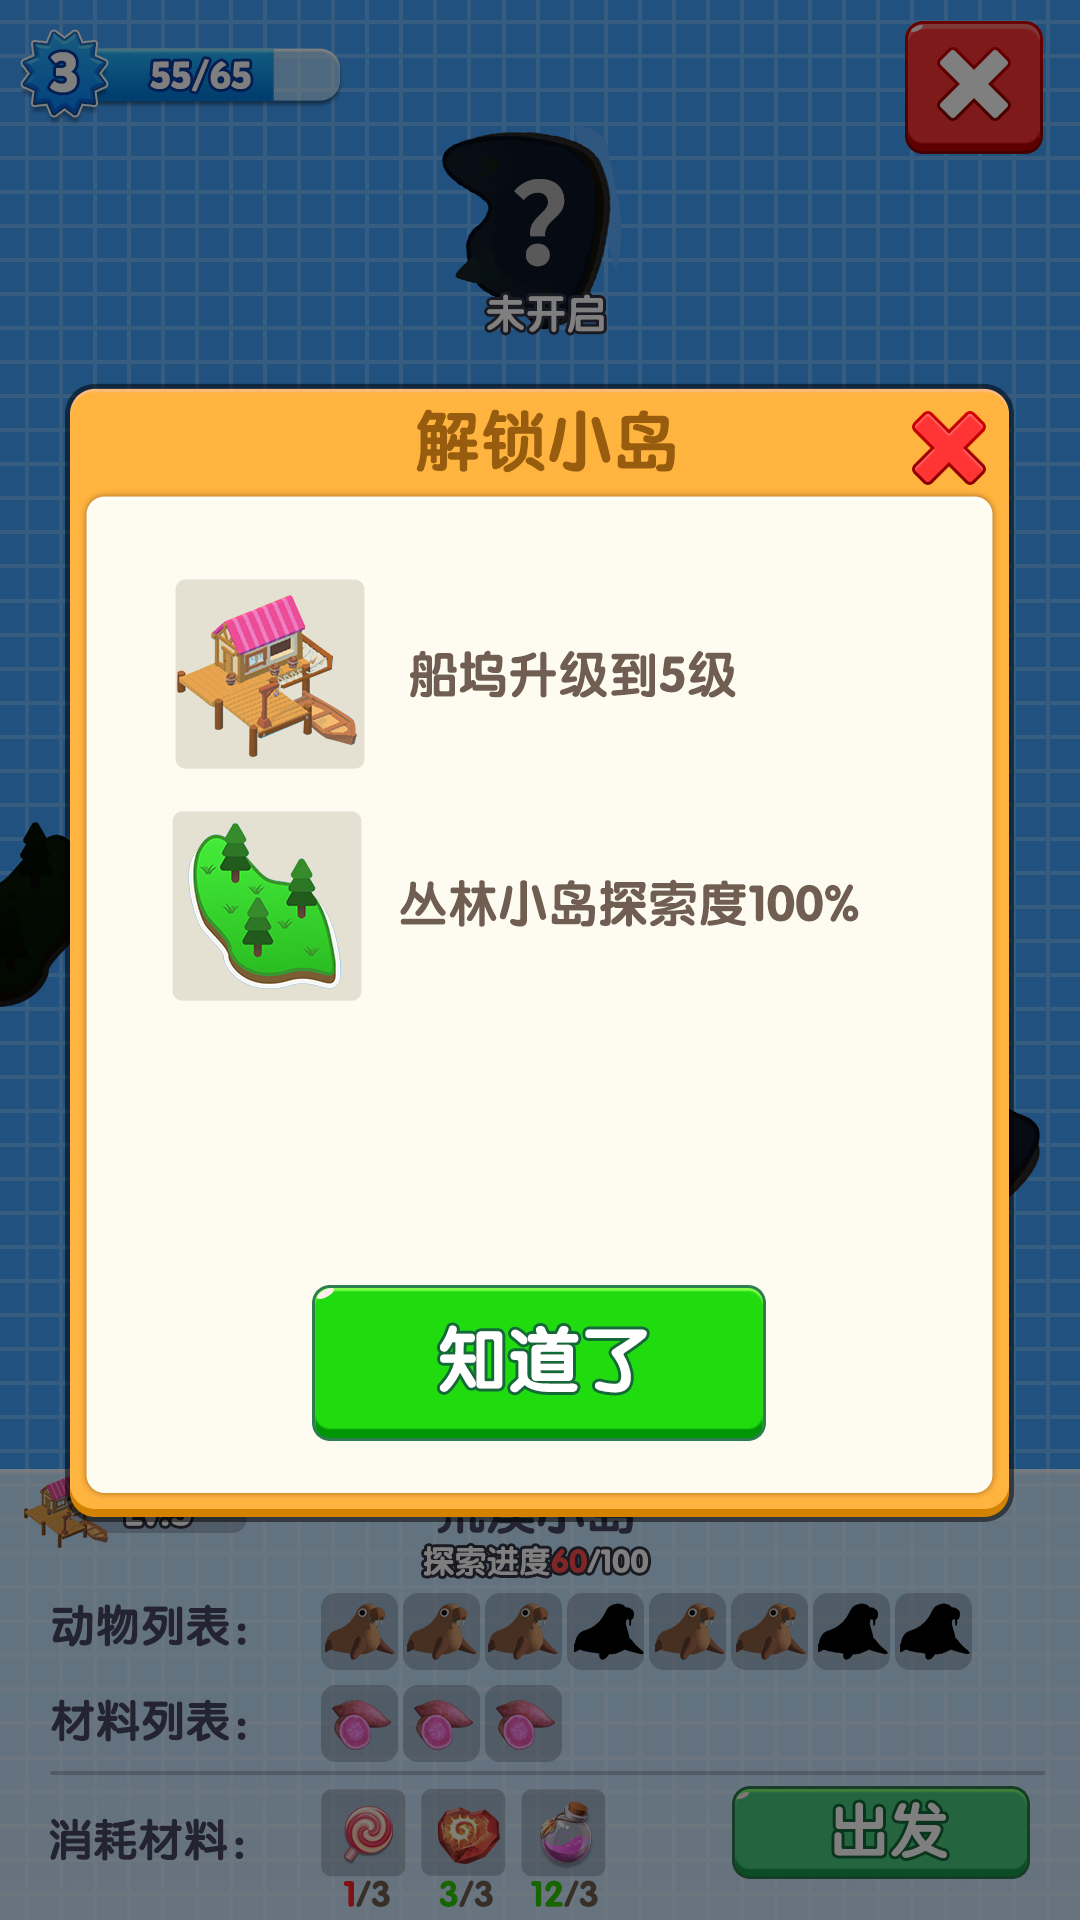 3
55/65
?
未开启
解锁小岛
船坞升级到5级
丛林小岛探索度100%
知道了
探索进度60/100
动物列表：
材料列表：
消耗材料：
出发
1/3
3/3
12/3